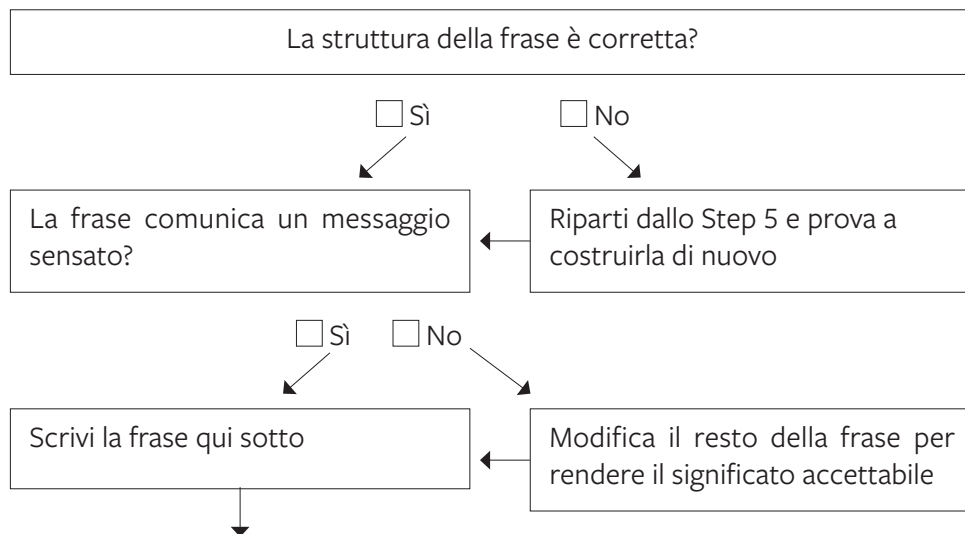 La struttura della frase è corretta?
Sì No
La frase comunica un messaggio
sensato?
Riparti dallo Step 5 e prova a
costruirla di nuovo
Sì No
Scrivi la frase qui sotto
Modifica il resto della frase per
rendere il significato accettabile